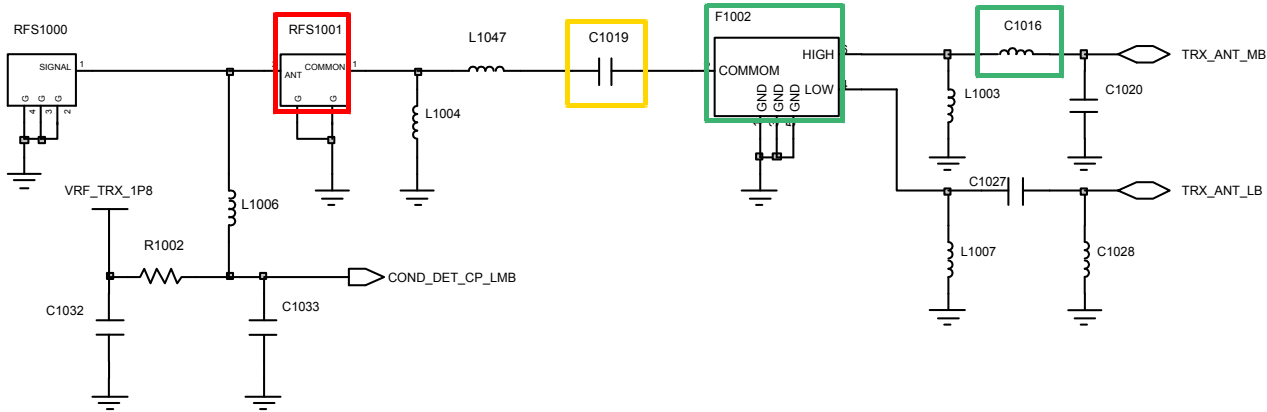 RFS1000
SIGNAL
1
G
G
G
4
3
2
RFS1001
ANT
COMMON
1
G
G
L1047
L1004
C1019
F1002
COMMOM
HIGH
LOW
GND
GND
GND
C1016
L1003
C1020
TRX_ANT_MB
C1027
TRX_ANT_LB
L1007
C1028
VRF_TRX_1P8
L1006
R1002
COND_DET_CP_LMB
C1032
C1033